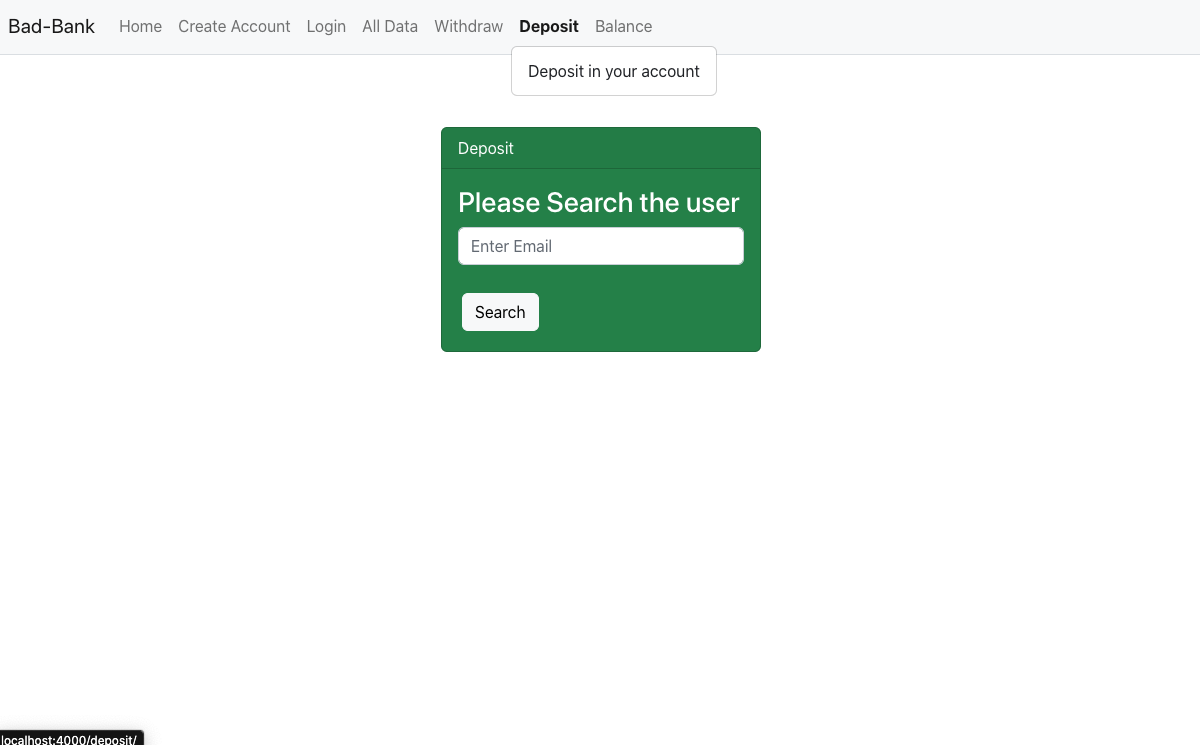 Bad-Bank Home Create Account Login All Data Withdraw Deposit Balance
Deposit in your account
Deposit
Please Search the user
Enter Email
Search
localhost:4000/deposit/